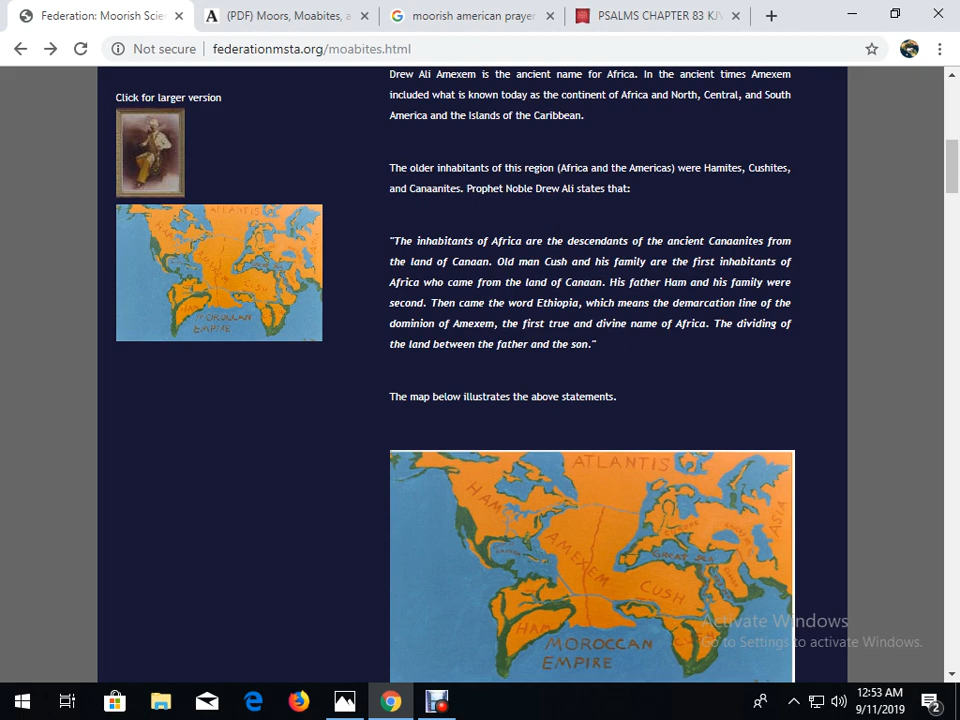 Federation: Moorish Scie
(PDF) Moors, Moabites, a
moorish american prayer
PSALMS CHAPTER 83 KJV
Not secure
federationmsta.org/moabites.html
Click for larger version
Drew Ali Amexem is the ancient name for Africa. In the ancient times Amexem
included what is known today as the continent of Africa and North, Central, and South
America and the Islands of the Caribbean.
The older inhabitants of this region (Africa and the Americas) were Hamites, Cushites,
and Canaanites. Prophet Noble Drew Ali states that:
"The inhabitants of Africa are the descendants of the ancient Canaanites from
the land of Canaan. Old man Cush and his family are the first inhabitants of
Africa who came from the land of Canaan. His father Ham and his family were
second. Then came the word Ethiopia, which means the demarcation line of the
dominion of Amexem, the first true and divine name of Africa. The dividing of
the land between the father and the son."
The map below illustrates the above statements.
ATLANTIS
HAM
CUSH
MOROCCAN
EMPIRE
ATLANTIS
HAM
ASIA
AMEXEM
GREAT SEA
CUSH
HAM
MOROCCAN
EMPIRE
Activate Windows
Go to Settings to activate Windows.
12:53 AM
9/11/2019
2